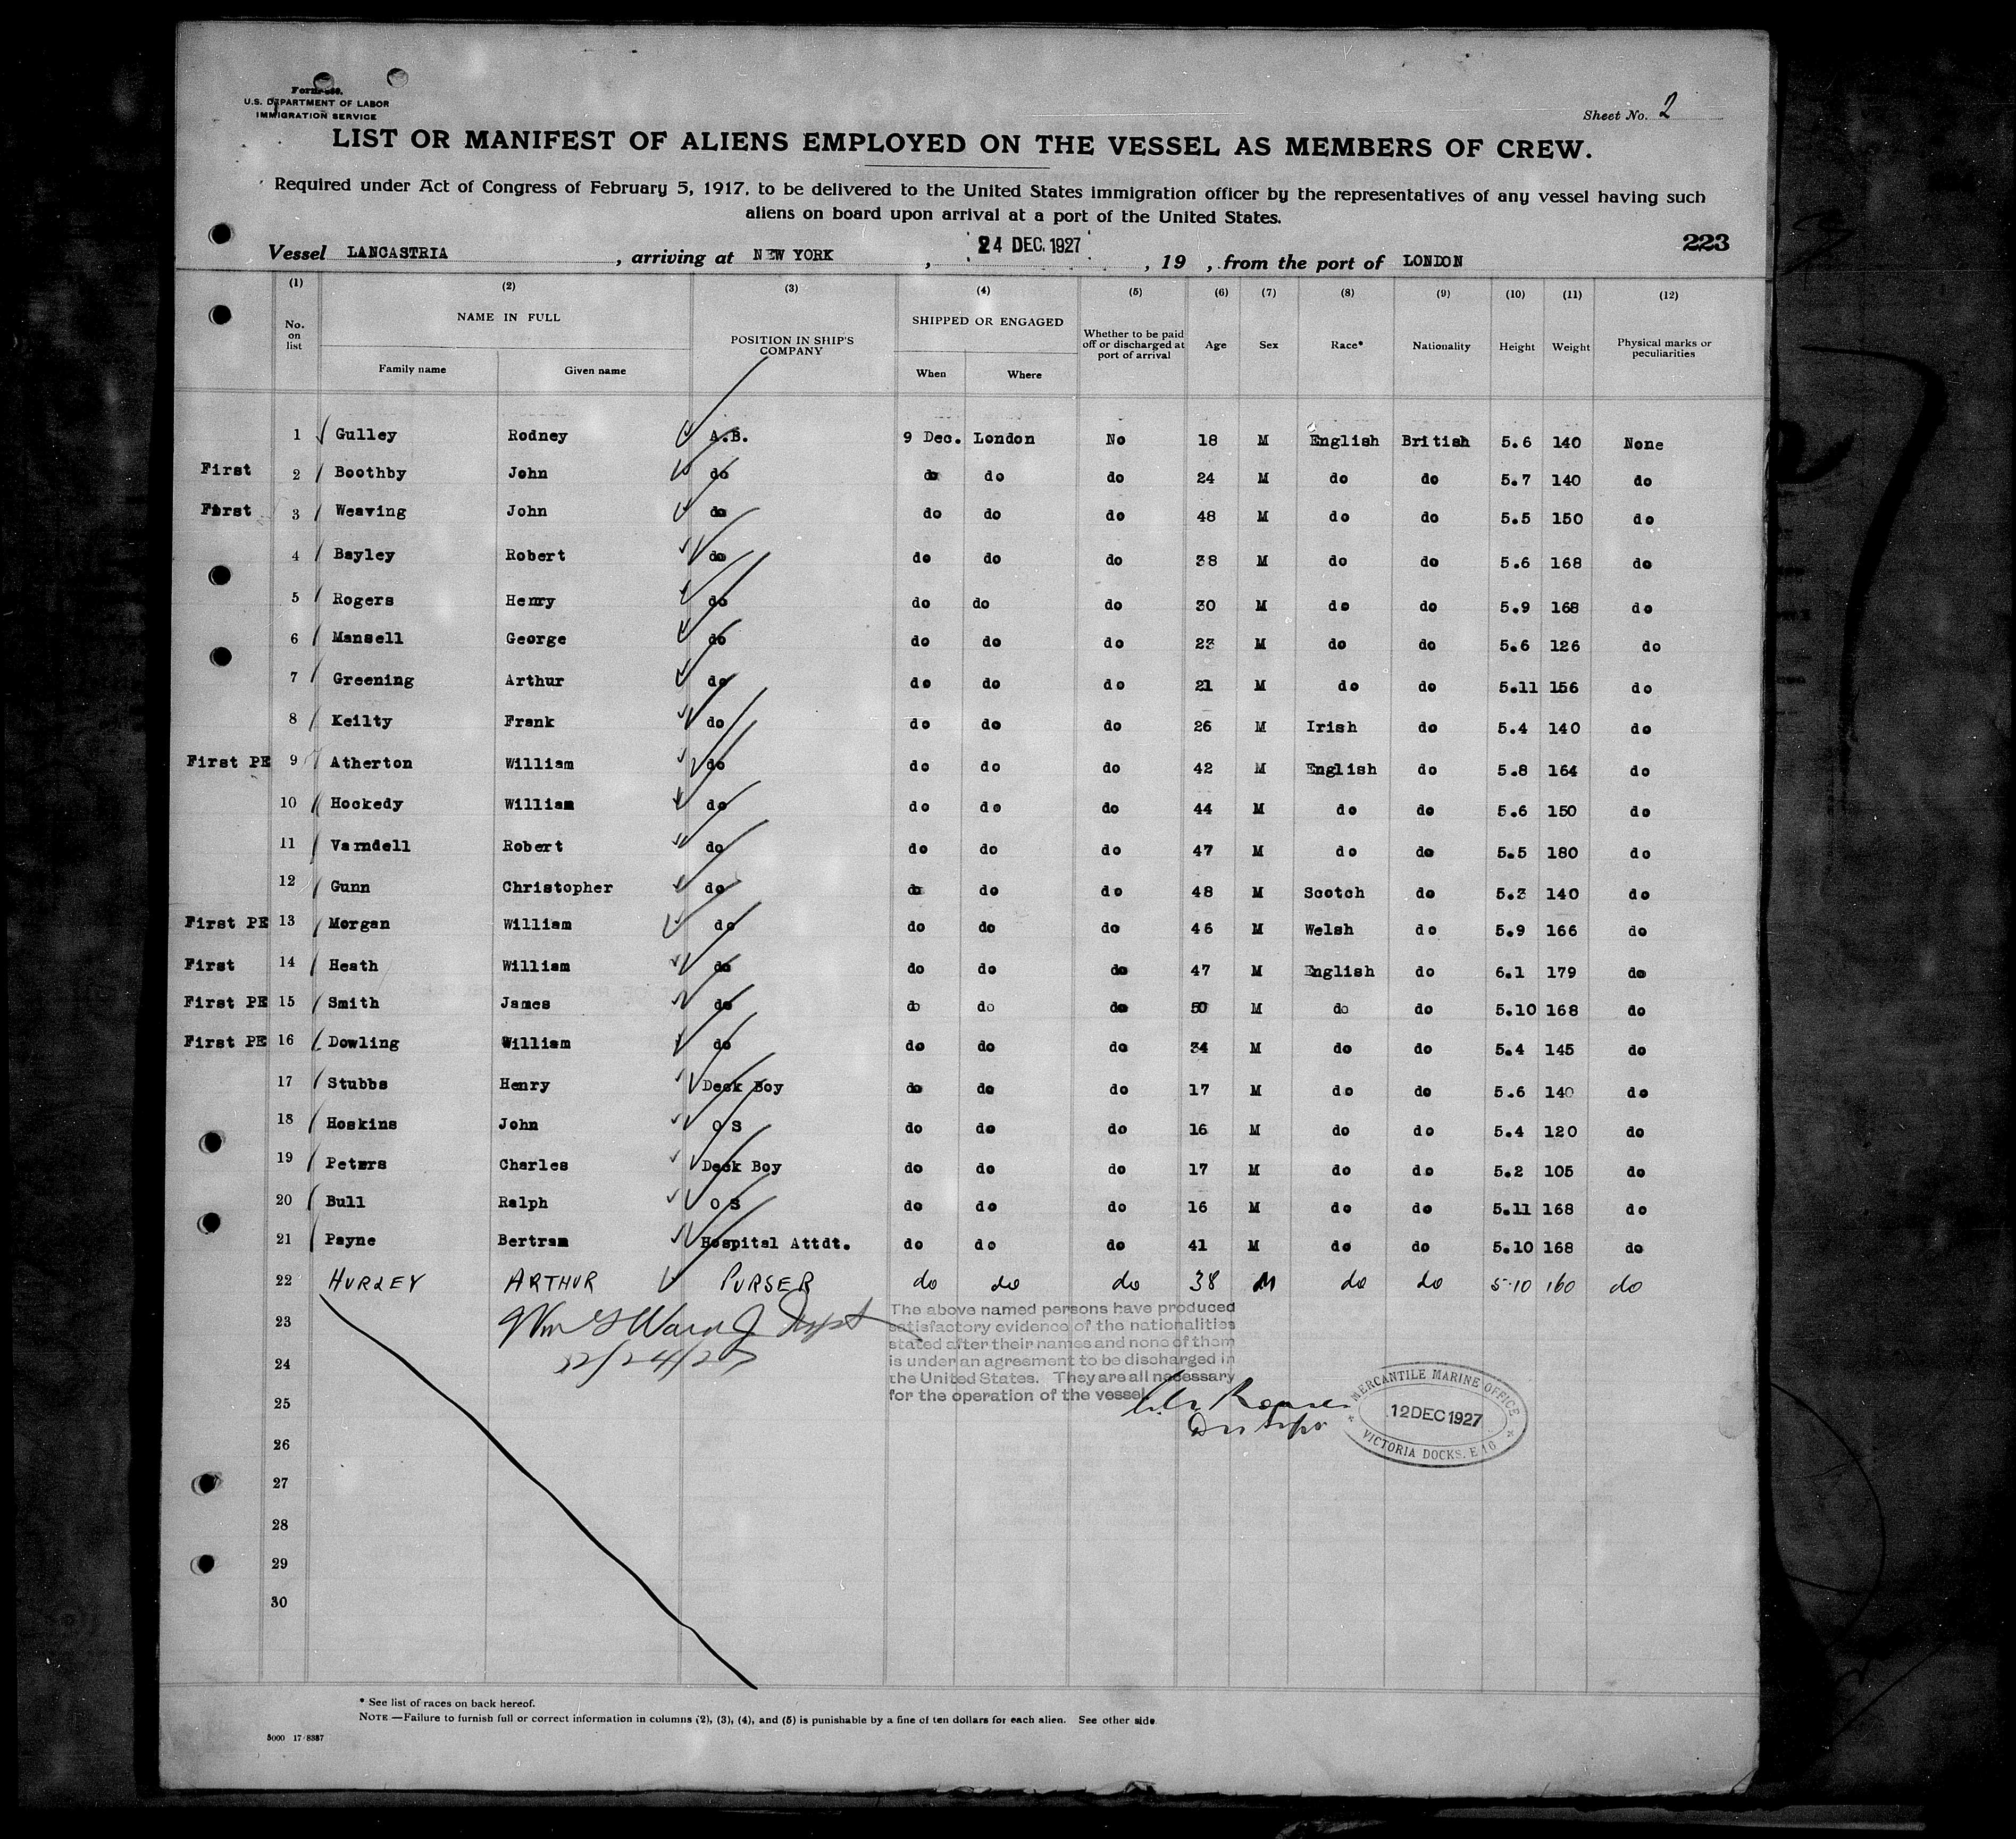 Form 689.
U.S. DEPARTMENT OF LABOR
IMMIGRATION SERVICE
Sheet No. 2
LIST OR MANIFEST OF ALIENS EMPLOYED ON THE VESSEL AS MEMBERS OF CREW.
Required under Act of Congress of February 5, 1917, to be delivered to the United States immigration officer by the representatives of any vessel having such
aliens on board upon arrival at a port of the United States.
223
Vessel LANCASTRIA, arriving at NEW YORK, 24 DEC. 1927, 19 , from the port of LONDON
(1) (2) (3) (4) (5) (6) (7) (8) (9) (10) (11) (12)
No. on list NAME IN FULL POSITION IN SHIP'S COMPANY SHIPPED OR ENGAGED Whether to be paid off or discharged at port of arrival Age Sex Race* Nationality Height Weight Physical marks or peculiarities
Family name Given name When Where
1 Gulley Rodney A.B. 9 Dec. London No 18 M English British 5.6 140 None
First 2 Boothby John do do do do 24 M do do 5.7 140 do
First 3 Weaving John do do do do 48 M do do 5.5 150 do
4 Bayley Robert do do do do 38 M do do 5.6 168 do
5 Rogers Henry do do do do 30 M do do 5.9 168 do
6 Mansell George do do do do 23 M do do 5.6 126 do
7 Greening Arthur do do do do 21 M do do 5.11 156 do
8 Keilty Frank do do do do 26 M Irish do 5.4 140 do
First PE 9 Atherton William do do do do 42 M English do 5.8 164 do
10 Hockedy William do do do do 44 M do do 5.6 150 do
11 Varndell Robert do do do do 47 M do do 5.5 180 do
12 Gunn Christopher do do do do 48 M Scotch do 5.3 140 do
First PE 13 Morgan William do do do do 46 M Welsh do 5.9 166 do
First 14 Heath William do do do do 47 M English do 6.1 179 do
First PE 15 Smith James do do do do 50 M do do 5.10 168 do
First PE 16 Dowling William do do do do 34 M do do 5.4 145 do
17 Stubbs Henry Deck Boy do do do 17 M do do 5.6 140 do
18 Hoskins John O S do do do 16 M do do 5.4 120 do
19 Peters Charles Deck Boy do do do 17 M do do 5.2 105 do
20 Bull Ralph O S do do do 16 M do do 5.11 168 do
21 Payne Bertram Hospital Attdt. do do do 41 M do do 5.10 168 do
22 HURLEY ARTHUR PURSER do do do 38 M do do 5.10 160 do
23
24
25
26
27
28
29
30
Wm Ward
12/24/27
The above named persons have produced
satisfactory evidence of the nationalities
stated after their names and none of them
is under an agreement to be discharged in
the United States. They are all necessary
for the operation of the vessel
MERCANTILE MARINE OFFICE
12 DEC 1927
VICTORIA DOCKS. E 16
* See list of races on back hereof.
NOTE.—Failure to furnish full or correct information in columns (2), (3), (4), and (5) is punishable by a fine of ten dollars for each alien. See other side
5000 17-8387